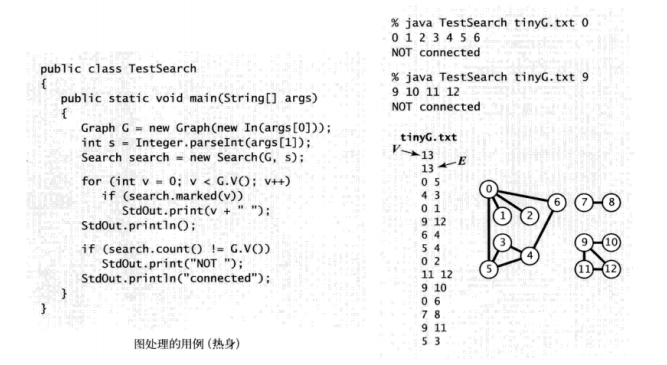 public class TestSearch
{
public static void main(String[] args)
{
Graph G = new Graph(new In(args[0]));
int s = Integer.parseInt(args[1]);
Search search = new Search(G, s);
for (int v = 0; v < G.V(); v++)
if (search.marked(v))
StdOut.print(v + " ");
StdOut.println();
if (search.count() != G.V())
StdOut.print("NOT ");
StdOut.println("connected");
}
}
图处理的用例(热身)
% java TestSearch tinyG.txt 0
0 1 2 3 4 5 6
NOT connected
% java TestSearch tinyG.txt 9
9 10 11 12
NOT connected
tinyG.txt
V
13
13
E
0 5
4 3
0 1
9 12
6 4
5 4
0 2
11 12
9 10
0 6
7 8
9 11
5 3
0
6
7
8
1
2
3
4
5
9
10
11
12